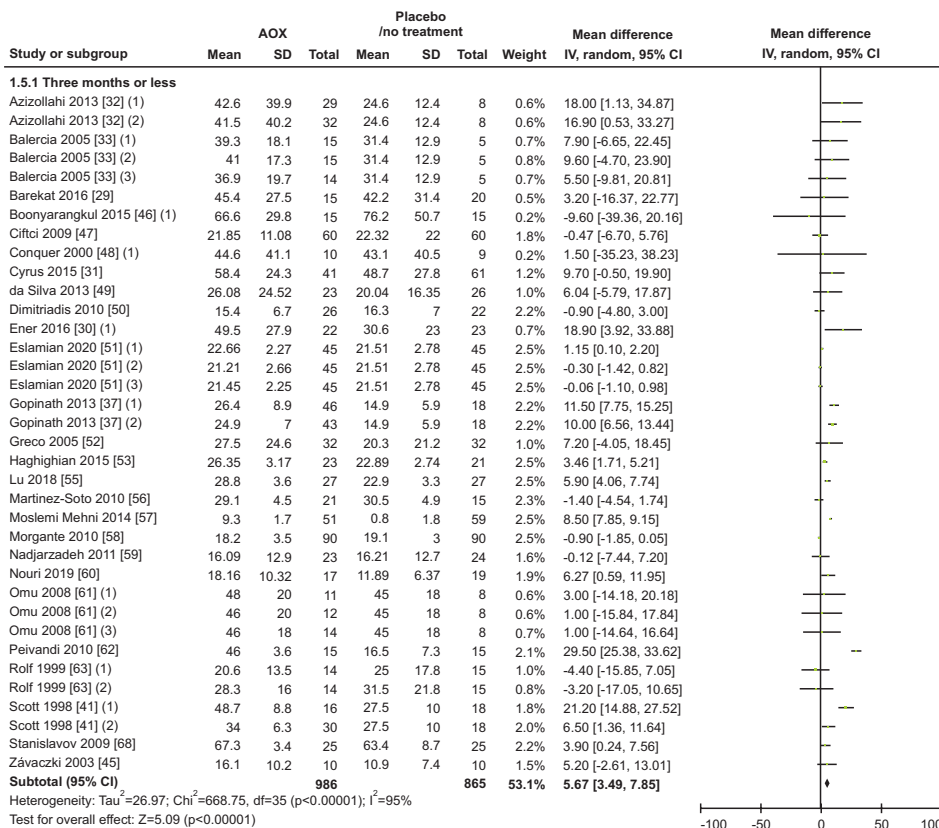 Placebo
AOX /no treatment Mean difference Mean difference
Study or subgroup Mean SD Total Mean SD Total Weight IV, random, 95% CI IV, random, 95% CI
1.5.1 Three months or less
Azizollahi 2013 [32] (1) 42.6 39.9 29 24.6 12.4 8 0.6% 18.00 [1.13, 34.87]
Azizollahi 2013 [32] (2) 41.5 40.2 32 24.6 12.4 8 0.6% 16.90 [0.53, 33.27]
Balercia 2005 [33] (1) 39.3 18.1 15 31.4 12.9 5 0.7% 7.90 [-6.65, 22.45]
Balercia 2005 [33] (2) 41 17.3 15 31.4 12.9 5 0.7% 9.60 [-4.70, 23.90]
Balercia 2005 [33] (3) 36.9 19.7 14 31.4 12.9 5 0.7% 5.50 [-9.81, 20.81]
Barekat 2016 [29] 45.4 27.5 15 42.2 31.4 20 0.5% 3.20 [-16.37, 22.77]
Boonyarangkul 2015 [46] (1) 66.6 29.8 15 76.2 50.7 15 0.2% -9.60 [-39.36, 20.16]
Ciftci 2009 [47] 21.85 11.08 60 22.32 22 60 1.8% -0.47 [-6.70, 5.76]
Conquer 2000 [48] (1) 44.6 41.1 10 43.1 40.5 9 0.2% 1.50 [-35.23, 38.23]
Cyrus 2015 [31] 58.4 24.3 41 48.7 27.8 61 1.2% 9.70 [-0.50, 19.90]
da Silva 2013 [49] 26.08 24.52 23 20.04 16.35 26 1.0% 6.04 [-5.79, 17.87]
Dimitriadis 2010 [50] 15.4 6.7 26 16.3 7 22 2.2% -0.90 [-4.80, 3.00]
Ener 2016 [30] (1) 49.5 27.9 22 30.6 23 23 0.7% 18.90 [3.92, 33.88]
Eslamian 2020 [51] (1) 22.66 2.27 45 21.51 2.78 45 2.5% 1.15 [0.10, 2.20]
Eslamian 2020 [51] (2) 21.21 2.66 45 21.51 2.78 45 2.5% -0.30 [-1.42, 0.82]
Eslamian 2020 [51] (3) 21.45 2.25 45 21.51 2.78 45 2.5% -0.06 [-1.10, 0.98]
Gopinath 2013 [37] (1) 26.4 8.9 46 14.9 5.9 18 2.2% 11.50 [7.75, 15.25]
Gopinath 2013 [37] (2) 24.9 7 43 14.9 5.9 18 2.2% 10.00 [6.56, 13.44]
Greco 2005 [52] 27.5 24.6 32 20.3 21.2 32 1.0% 7.20 [-4.05, 18.45]
Haghighian 2015 [53] 26.35 3.17 23 22.89 2.74 21 2.5% 3.46 [1.71, 5.21]
Lu 2018 [55] 28.8 3.6 27 22.9 3.3 27 2.5% 5.90 [4.06, 7.74]
Martinez-Soto 2010 [56] 29.1 4.5 21 30.5 4.9 15 2.3% -1.40 [-4.54, 1.74]
Moslemi Mehni 2014 [57] 9.3 1.7 51 0.8 1.8 59 2.5% 8.50 [7.85, 9.15]
Morgante 2010 [58] 18.2 3.5 90 19.1 3 90 2.5% -0.90 [-1.85, 0.05]
Nadjarzadeh 2011 [59] 16.09 12.9 23 16.21 12.7 24 1.6% -0.12 [-7.44, 7.20]
Nouri 2019 [60] 18.16 10.32 17 11.89 6.37 19 1.9% 6.27 [0.59, 11.95]
Omu 2008 [61] (1) 48 20 11 45 18 8 0.6% 3.00 [-14.18, 20.18]
Omu 2008 [61] (2) 46 20 12 45 18 8 0.6% 1.00 [-15.84, 17.84]
Omu 2008 [61] (3) 46 18 14 45 18 8 0.7% 1.00 [-14.64, 16.64]
Peivandi 2010 [62] 46 3.6 15 16.5 7.3 15 2.1% 29.50 [25.38, 33.62]
Rolf 1999 [63] (1) 20.6 13.5 14 25 17.8 15 1.0% -4.40 [-15.85, 7.05]
Rolf 1999 [63] (2) 28.3 16 14 31.5 21.8 15 0.8% -3.20 [-17.05, 10.65]
Scott 1998 [41] (1) 48.7 8.8 16 27.5 10 18 1.8% 21.20 [14.88, 27.52]
Scott 1998 [41] (2) 34 6.3 30 27.5 10 18 2.0% 6.50 [1.36, 11.64]
Stanislavov 2009 [68] 67.3 3.4 25 63.4 8.7 25 2.2% 3.90 [0.24, 7.56]
Závaczki 2003 [45] 16.1 10.2 10 10.9 7.4 10 1.6% 5.20 [-2.61, 13.01]
Subtotal (95% CI) 986 865 53.1% 5.67 [3.49, 7.85]
Heterogeneity: Tau²=26.97; Chi²=668.75, df=35 (p<0.00001); I²=95%
Test for overall effect: Z=5.09 (p<0.00001)
-100 -50 0 50 100